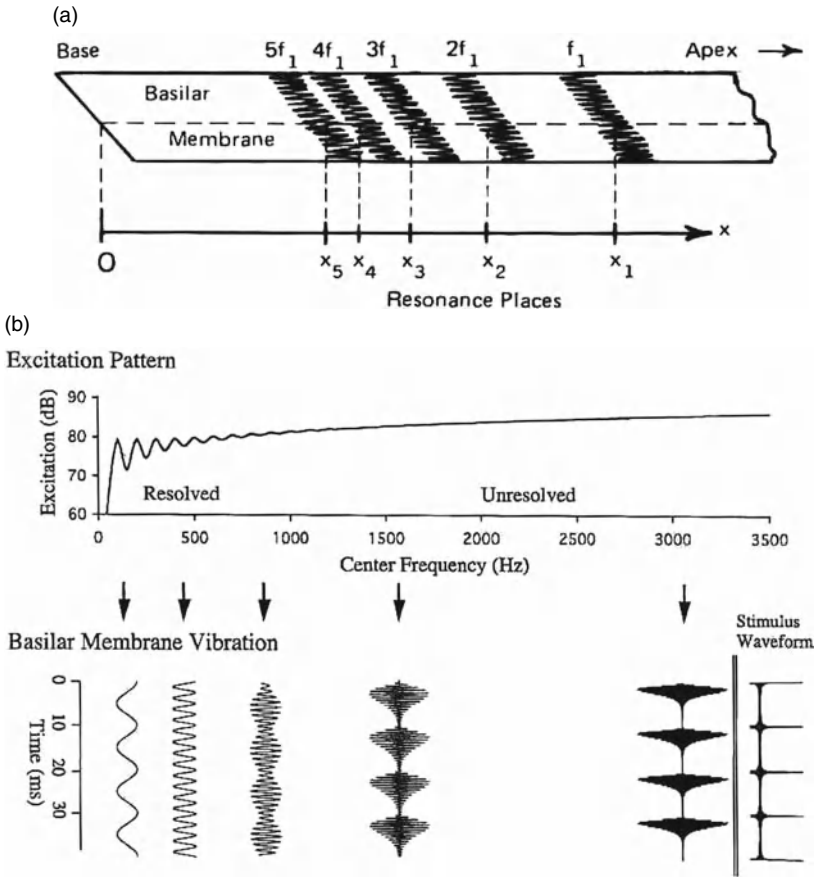 (a)
Base 5f1 4f1 3f1 2f1 f1 Apex
Basilar
Membrane
O x5 x4 x3 x2 x1 x
Resonance Places
(b)
Excitation Pattern
Excitation (dB)
90
80
70
60
Resolved Unresolved
0 500 1000 1500 2000 2500 3000 3500
Center Frequency (Hz)
Basilar Membrane Vibration
Stimulus
Waveform
Time (ms)
0
10
20
30